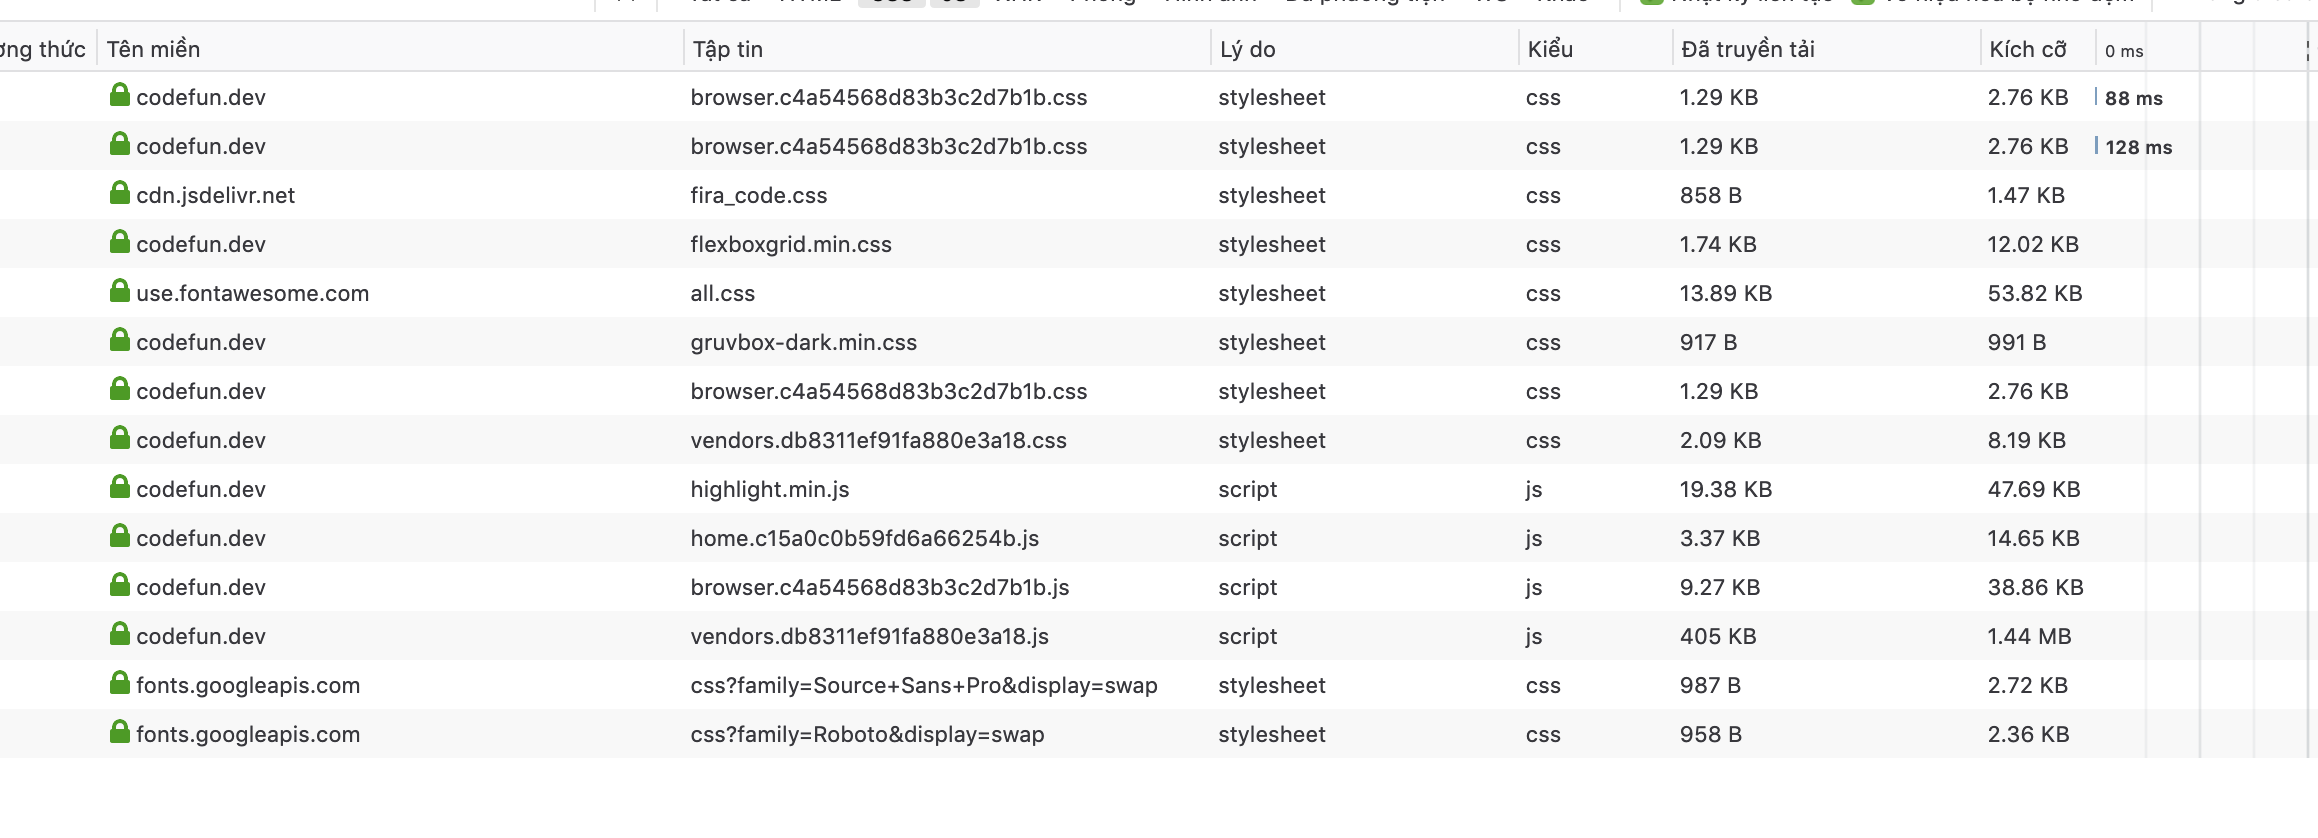 ơng thức Tên miền Tập tin Lý do Kiểu Đã truyền tải Kích cỡ 0 ms
codefun.dev browser.c4a54568d83b3c2d7b1b.css stylesheet css 1.29 KB 2.76 KB 88 ms
codefun.dev browser.c4a54568d83b3c2d7b1b.css stylesheet css 1.29 KB 2.76 KB 128 ms
cdn.jsdelivr.net fira_code.css stylesheet css 858 B 1.47 KB
codefun.dev flexboxgrid.min.css stylesheet css 1.74 KB 12.02 KB
use.fontawesome.com all.css stylesheet css 13.89 KB 53.82 KB
codefun.dev gruvbox-dark.min.css stylesheet css 917 B 991 B
codefun.dev browser.c4a54568d83b3c2d7b1b.css stylesheet css 1.29 KB 2.76 KB
codefun.dev vendors.db8311ef91fa880e3a18.css stylesheet css 2.09 KB 8.19 KB
codefun.dev highlight.min.js script js 19.38 KB 47.69 KB
codefun.dev home.c15a0c0b59fd6a66254b.js script js 3.37 KB 14.65 KB
codefun.dev browser.c4a54568d83b3c2d7b1b.js script js 9.27 KB 38.86 KB
codefun.dev vendors.db8311ef91fa880e3a18.js script js 405 KB 1.44 MB
fonts.googleapis.com css?family=Source+Sans+Pro&display=swap stylesheet css 987 B 2.72 KB
fonts.googleapis.com css?family=Roboto&display=swap stylesheet css 958 B 2.36 KB